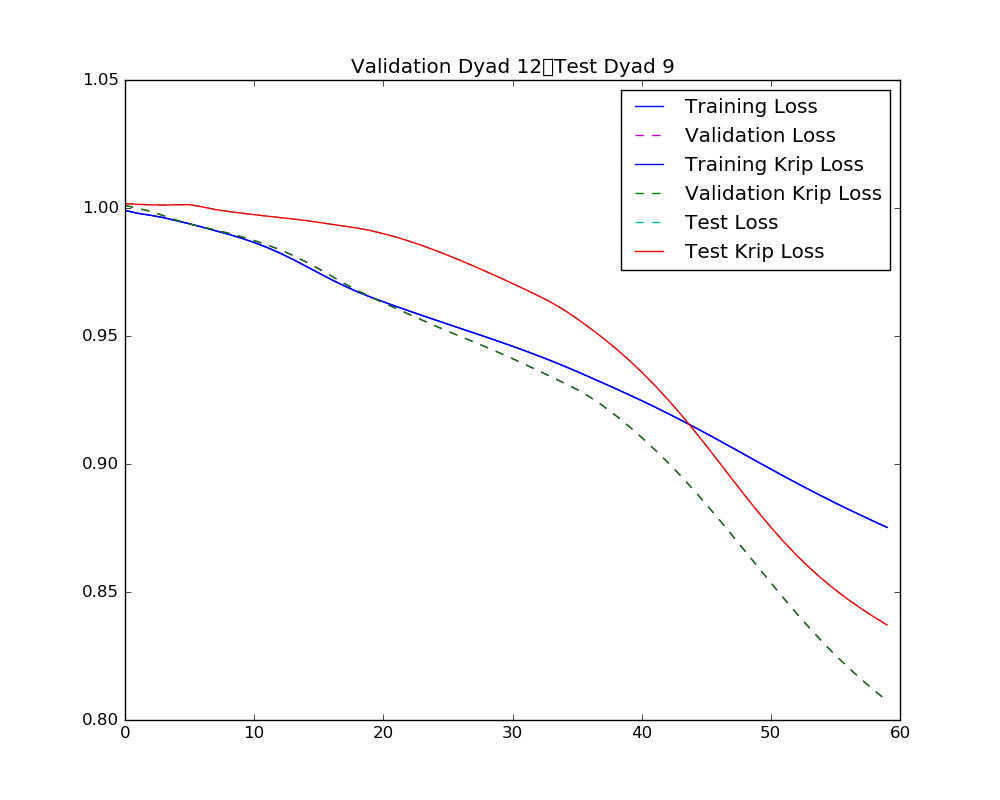 Validation Dyad 12▯Test Dyad 9
1.05
1.00
0.95
0.90
0.85
0.80
0
10
20
30
40
50
60
Training Loss
Validation Loss
Training Krip Loss
Validation Krip Loss
Test Loss
Test Krip Loss